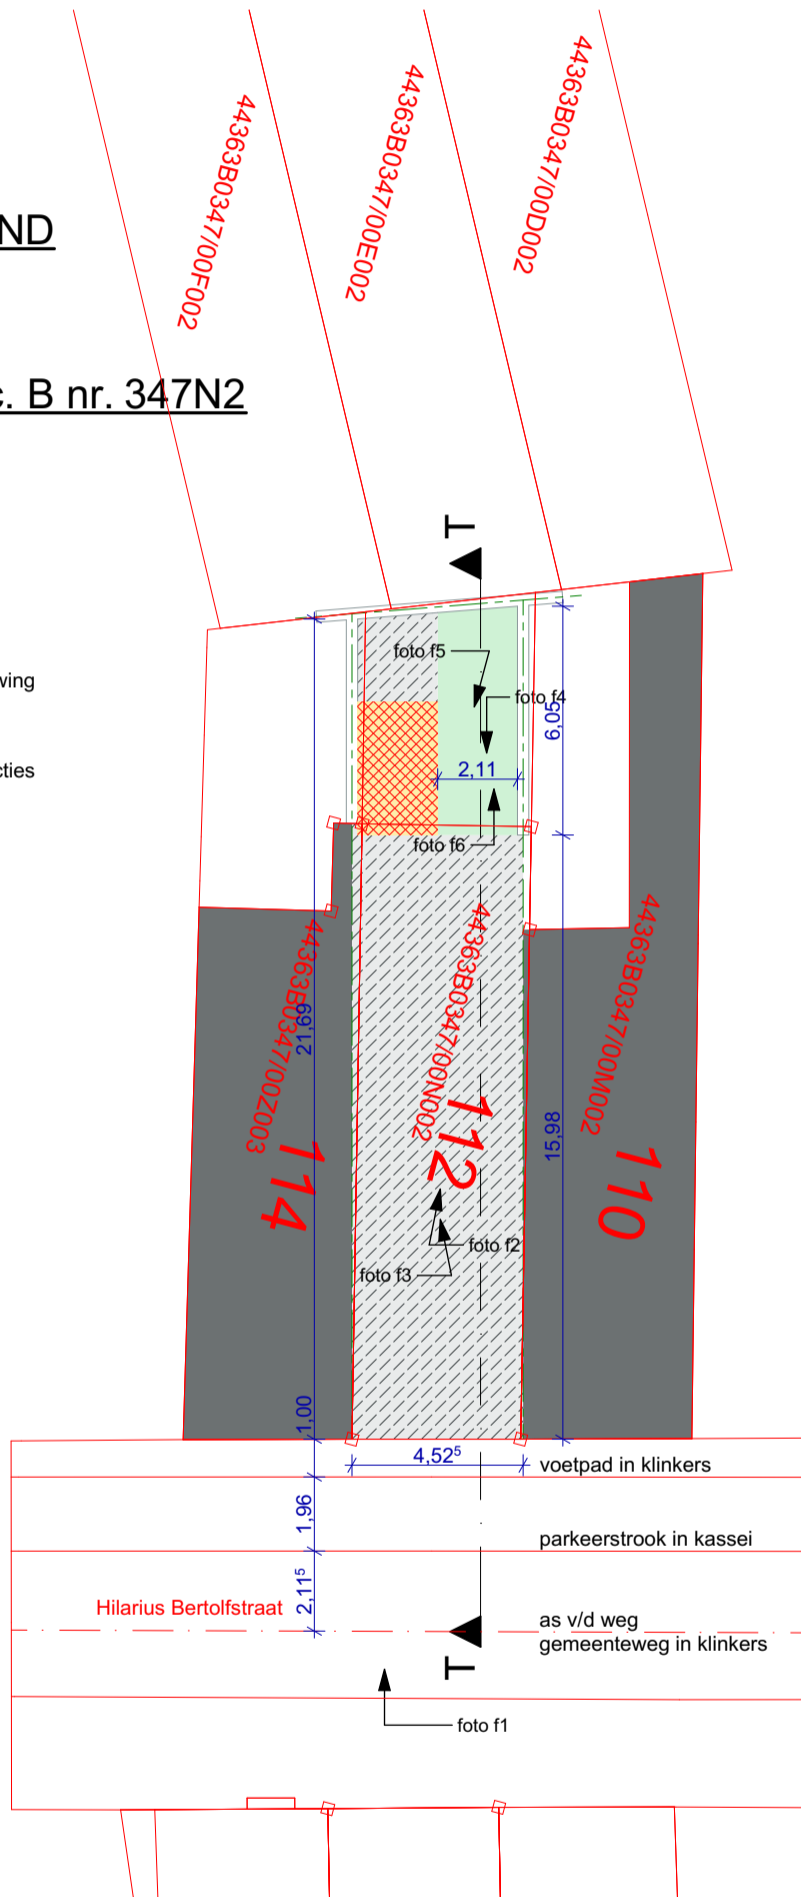 44363B0347/00F002
44363B0347/00E002
44363B0347/00D002
ND
c. B nr. 347N2
T
wing
cties
foto f5
foto f4
6,05
2,11
foto f6
44363B0347/00Z003
114
21,69
44363B0347/00N002
112
44363B0347/00M002
110
15,98
foto f2
foto f3
1,00
4,52⁵
voetpad in klinkers
1,96
parkeerstrook in kassei
2,11⁵
Hilarius Bertolfstraat
as v/d weg
gemeenteweg in klinkers
T
foto f1